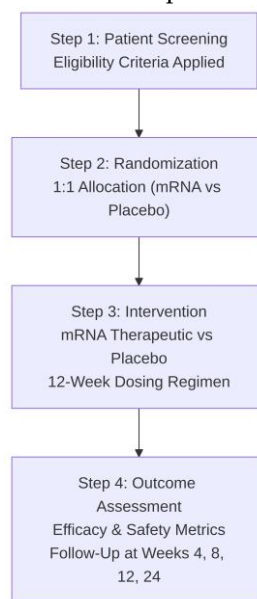 Step 1: Patient Screening
Eligibility Criteria Applied
Step 2: Randomization
1:1 Allocation (mRNA vs
Placebo)
Step 3: Intervention
mRNA Therapeutic vs
Placebo
12-Week Dosing Regimen
Step 4: Outcome
Assessment
Efficacy & Safety Metrics
Follow-Up at Weeks 4, 8,
12, 24